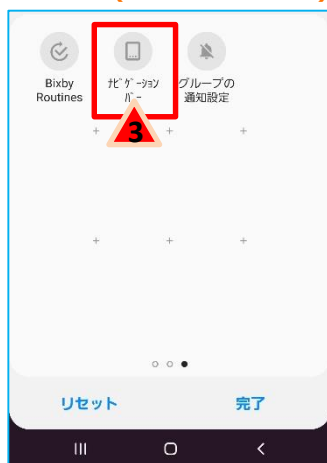 Bixby
Routines
ﾅﾋﾞｹﾞｰｼｮﾝ
ﾊﾞｰ
グループの
通知設定
3
リセット
完了